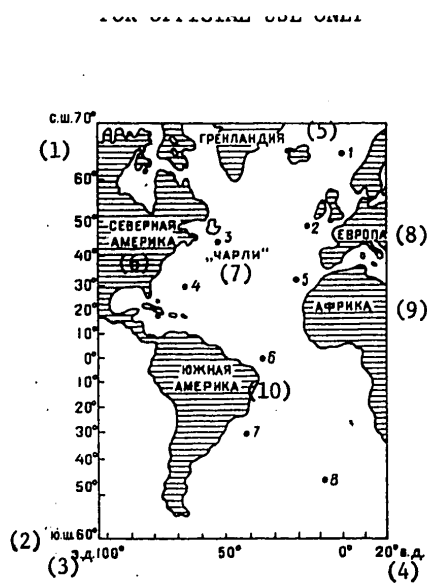 FOR OFFICIAL USE ONLY
с.ш. 70°
(1)
ГРЕНЛАНДИЯ
(5)
1
60°
50°
СЕВЕРНАЯ
АМЕРИКА
(6)
3
2
ЕВРОПА
(8)
40°
„ЧАРЛИ"
(7)
30°
4
5
20°
АФРИКА
(9)
10°
0°
6
ЮЖНАЯ
АМЕРИКА
(10)
10°
20°
30°
7
40°
50°
8
(2)
ю.ш. 60°
(3)
з.д. 100°
50°
0°
20° в.д.
(4)